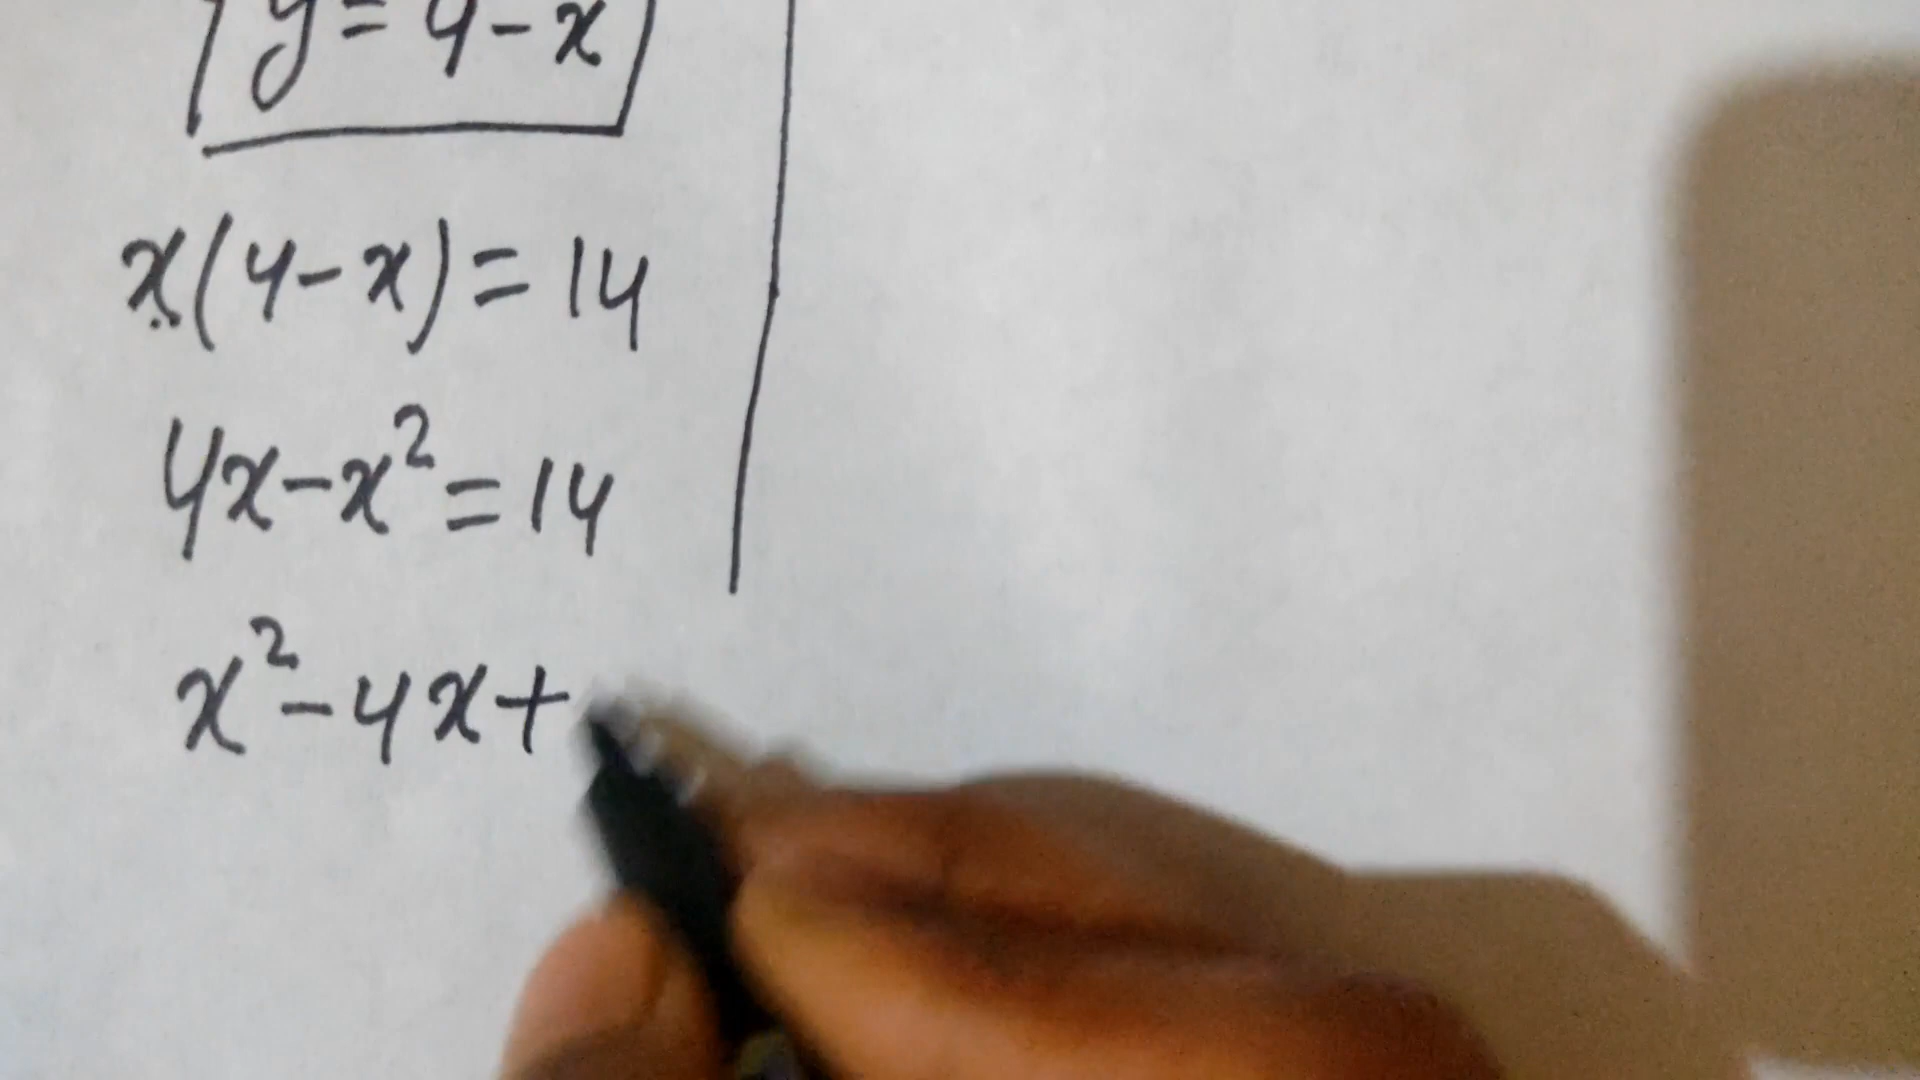 y = 4 - x
x(4 - x) = 14
4x - x² = 14
x² - 4x +